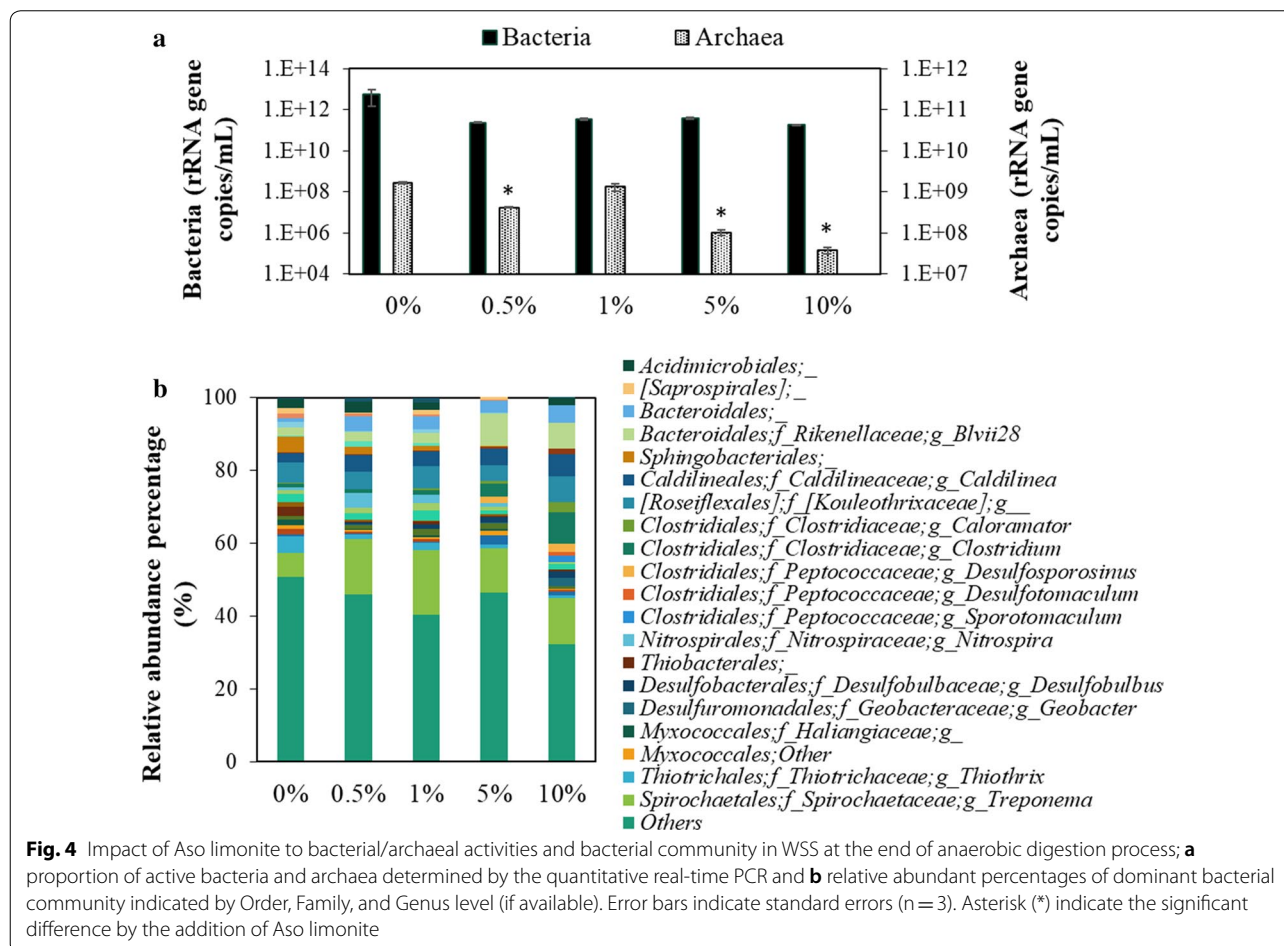 a
Bacteria Archaea
Bacteria (rRNA gene copies/mL)
1.E+14
1.E+12
1.E+10
1.E+08
1.E+06
1.E+04
* * *
1.E+12
1.E+11
1.E+10
1.E+09
1.E+08
1.E+07
Archaea (rRNA gene copies/mL)
0% 0.5% 1% 5% 10%
b
Relative abundance percentage (%)
100
80
60
40
20
0
0% 0.5% 1% 5% 10%
Acidimicrobiales;_
[Saprospirales];_
Bacteroidales;_
Bacteroidales;f_Rikenellaceae;g_Blvii28
Sphingobacteriales;_
Caldilineales;f_Caldilineaceae;g_Caldilinea
[Roseiflexales];f_[Kouleothrixaceae];g__
Clostridiales;f_Clostridiaceae;g_Caloramator
Clostridiales;f_Clostridiaceae;g_Clostridium
Clostridiales;f_Peptococcaceae;g_Desulfosporosinus
Clostridiales;f_Peptococcaceae;g_Desulfotomaculum
Clostridiales;f_Peptococcaceae;g_Sporotomaculum
Nitrospirales;f_Nitrospiraceae;g_Nitrospira
Thiobacterales;_
Desulfobacterales;f_Desulfobulbaceae;g_Desulfobulbus
Desulfuromonadales;f_Geobacteraceae;g_Geobacter
Myxococcales;f_Haliangiaceae;g_
Myxococcales;Other
Thiotrichales;f_Thiotrichaceae;g_Thiothrix
Spirochaetales;f_Spirochaetaceae;g_Treponema
Others
Fig. 4 Impact of Aso limonite to bacterial/archaeal activities and bacterial community in WSS at the end of anaerobic digestion process; a
proportion of active bacteria and archaea determined by the quantitative real-time PCR and b relative abundant percentages of dominant bacterial
community indicated by Order, Family, and Genus level (if available). Error bars indicate standard errors (n = 3). Asterisk (*) indicate the significant
difference by the addition of Aso limonite